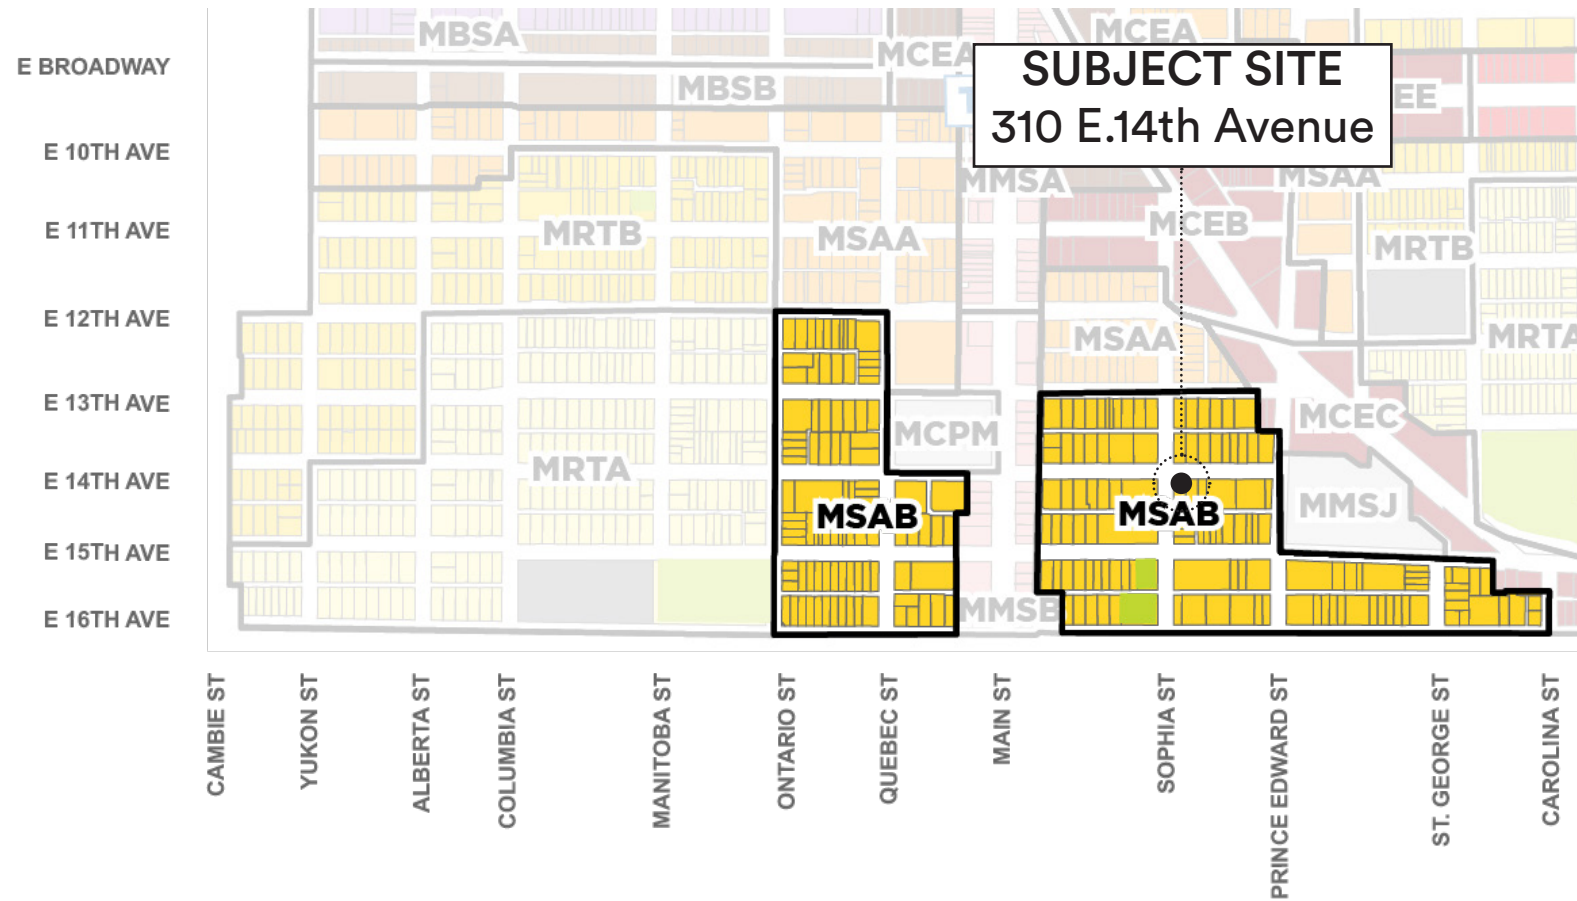 MBSA
MCEA
MCEA
E BROADWAY
SUBJECT SITE
310 E.14th Avenue
MBSB
T
EE
E 10TH AVE
MMSA
MSAA
E 11TH AVE
MRTB
MSAA
MCEB
MRTB
E 12TH AVE
MSAA
MRTA
E 13TH AVE
MCPM
MCEC
MRTA
E 14TH AVE
MSAB
MSAB
MMSJ
E 15TH AVE
E 16TH AVE
MMSB
CAMBIE ST
YUKON ST
ALBERTA ST
COLUMBIA ST
MANITOBA ST
ONTARIO ST
QUEBEC ST
MAIN ST
SOPHIA ST
PRINCE EDWARD ST
ST. GEORGE ST
CAROLINA ST